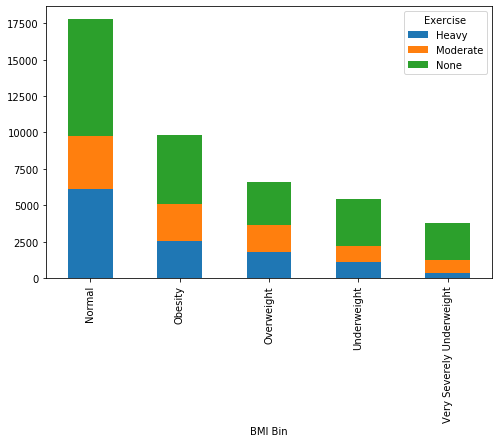 17500
15000
12500
10000
7500
5000
2500
0
Exercise
Heavy
Moderate
None
Normal
Obesity
Overweight
Underweight
Very Severely Underweight
BMI Bin